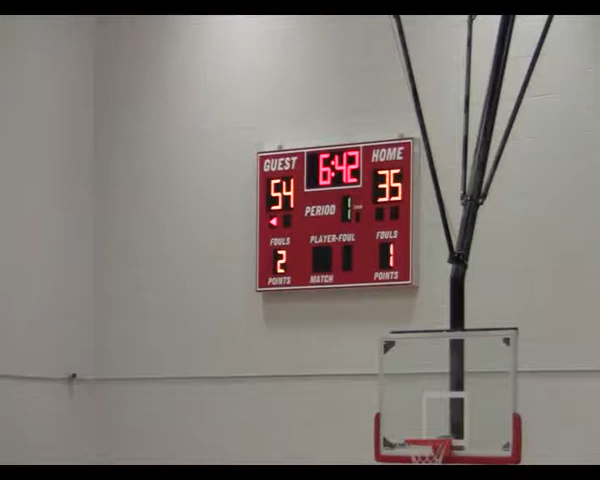 GUEST 6:42 HOME
54 35
PERIOD 1
FOULS PLAYER-FOUL FOULS
2 1
POINTS MATCH POINTS